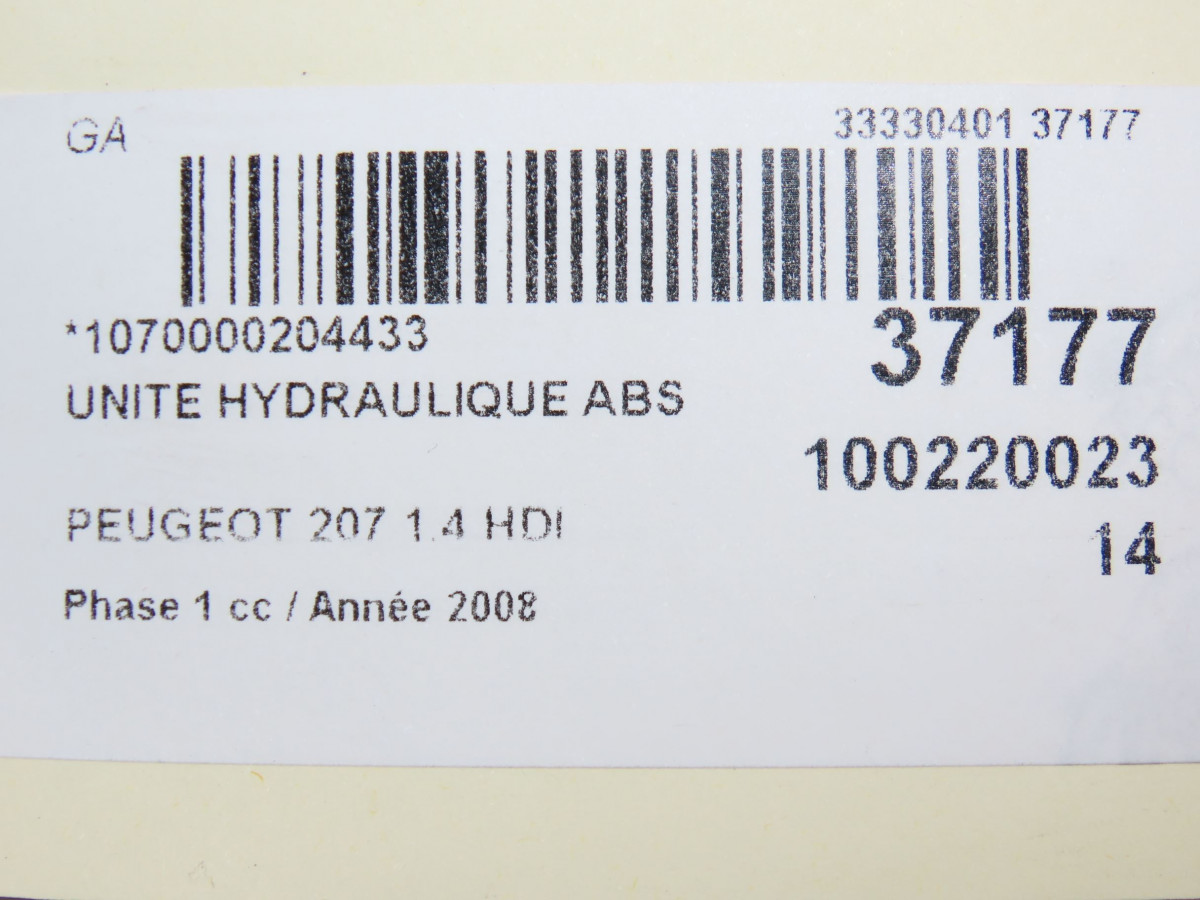 GA
33330401 37177
*1070000204433
37177
UNITE HYDRAULIQUE ABS
100220023
PEUGEOT 207 1.4 HDI
14
Phase 1 cc / Année 2008